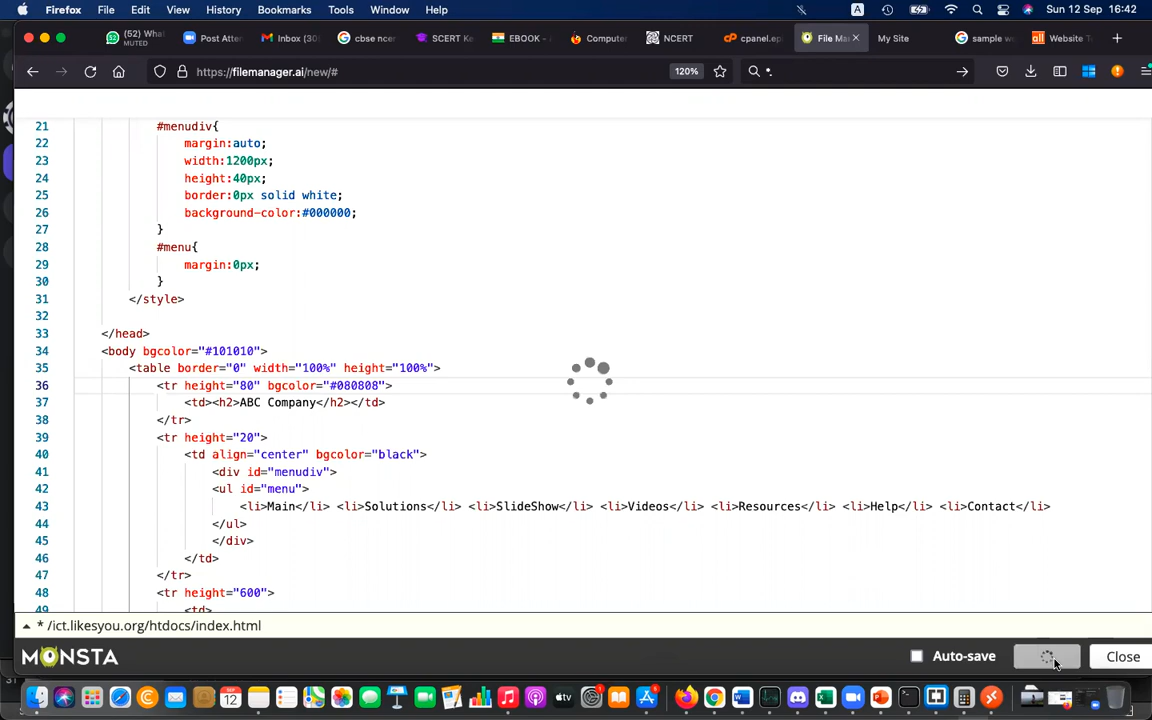 Firefox File Edit View History Bookmarks Tools Window Help A Sun 12 Sep 16:42
(52) What
MUTED
Post Atten
Inbox (30
cbse ncer
SCERT Ke
EBOOK -
Computer
NCERT
cpanel.ep
File Ma
My Site
sample w
Website T
https://filemanager.ai/new/#
120%
*.
21 #menudiv{
22 margin:auto;
23 width:1200px;
24 height:40px;
25 border:0px solid white;
26 background-color:#000000;
27 }
28 #menu{
29 margin:0px;
30 }
31 </style>
32
33 </head>
34 <body bgcolor="#101010">
35 <table border="0" width="100%" height="100%">
36 <tr height="80" bgcolor="#080808">
37 <td><h2>ABC Company</h2></td>
38 </tr>
39 <tr height="20">
40 <td align="center" bgcolor="black">
41 <div id="menudiv">
42 <ul id="menu">
43 <li>Main</li> <li>Solutions</li> <li>SlideShow</li> <li>Videos</li> <li>Resources</li> <li>Help</li> <li>Contact</li>
44 </ul>
45 </div>
46 </td>
47 </tr>
48 <tr height="600">
49 <td>
* /ict.likesyou.org/htdocs/index.html
MONSTA
Auto-save
Close